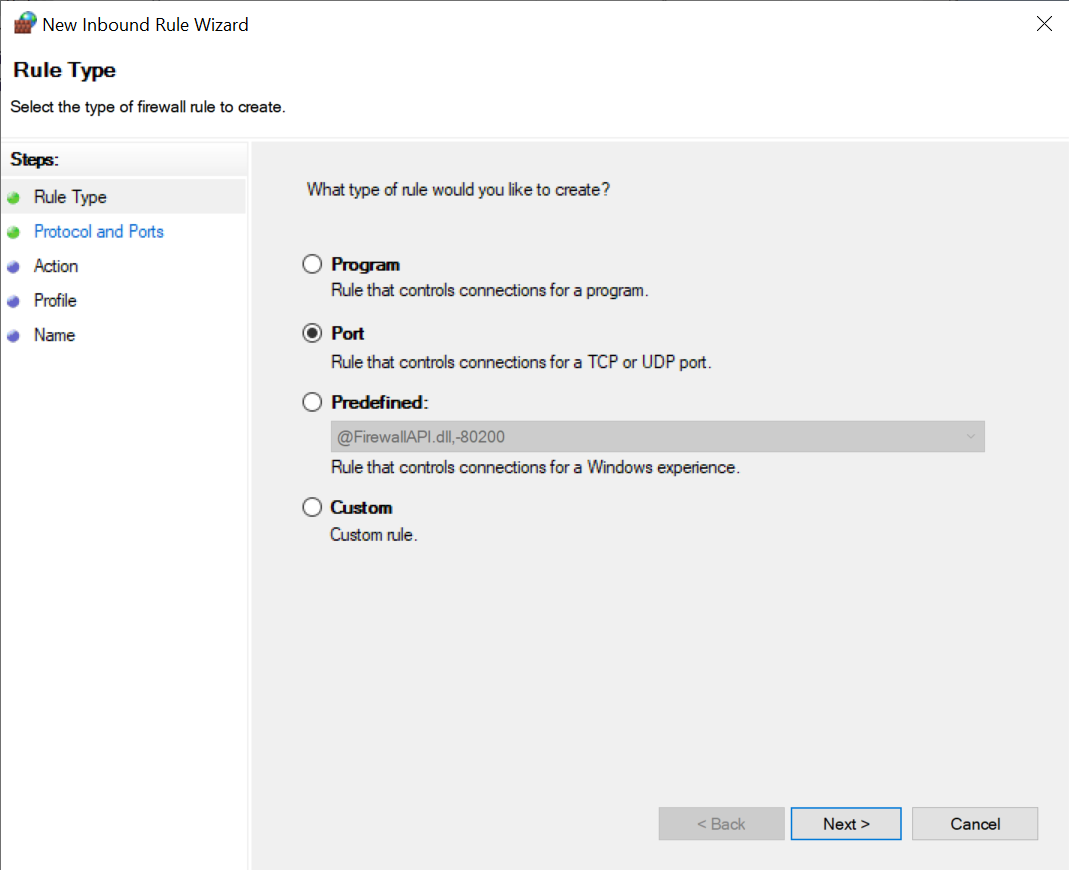 New Inbound Rule Wizard
Rule Type
Select the type of firewall rule to create.
Steps:
Rule Type
Protocol and Ports
Action
Profile
Name
What type of rule would you like to create?
Program
Rule that controls connections for a program.
Port
Rule that controls connections for a TCP or UDP port.
Predefined:
@FirewallAPI.dll,-80200
Rule that controls connections for a Windows experience.
Custom
Custom rule.
< Back
Next >
Cancel